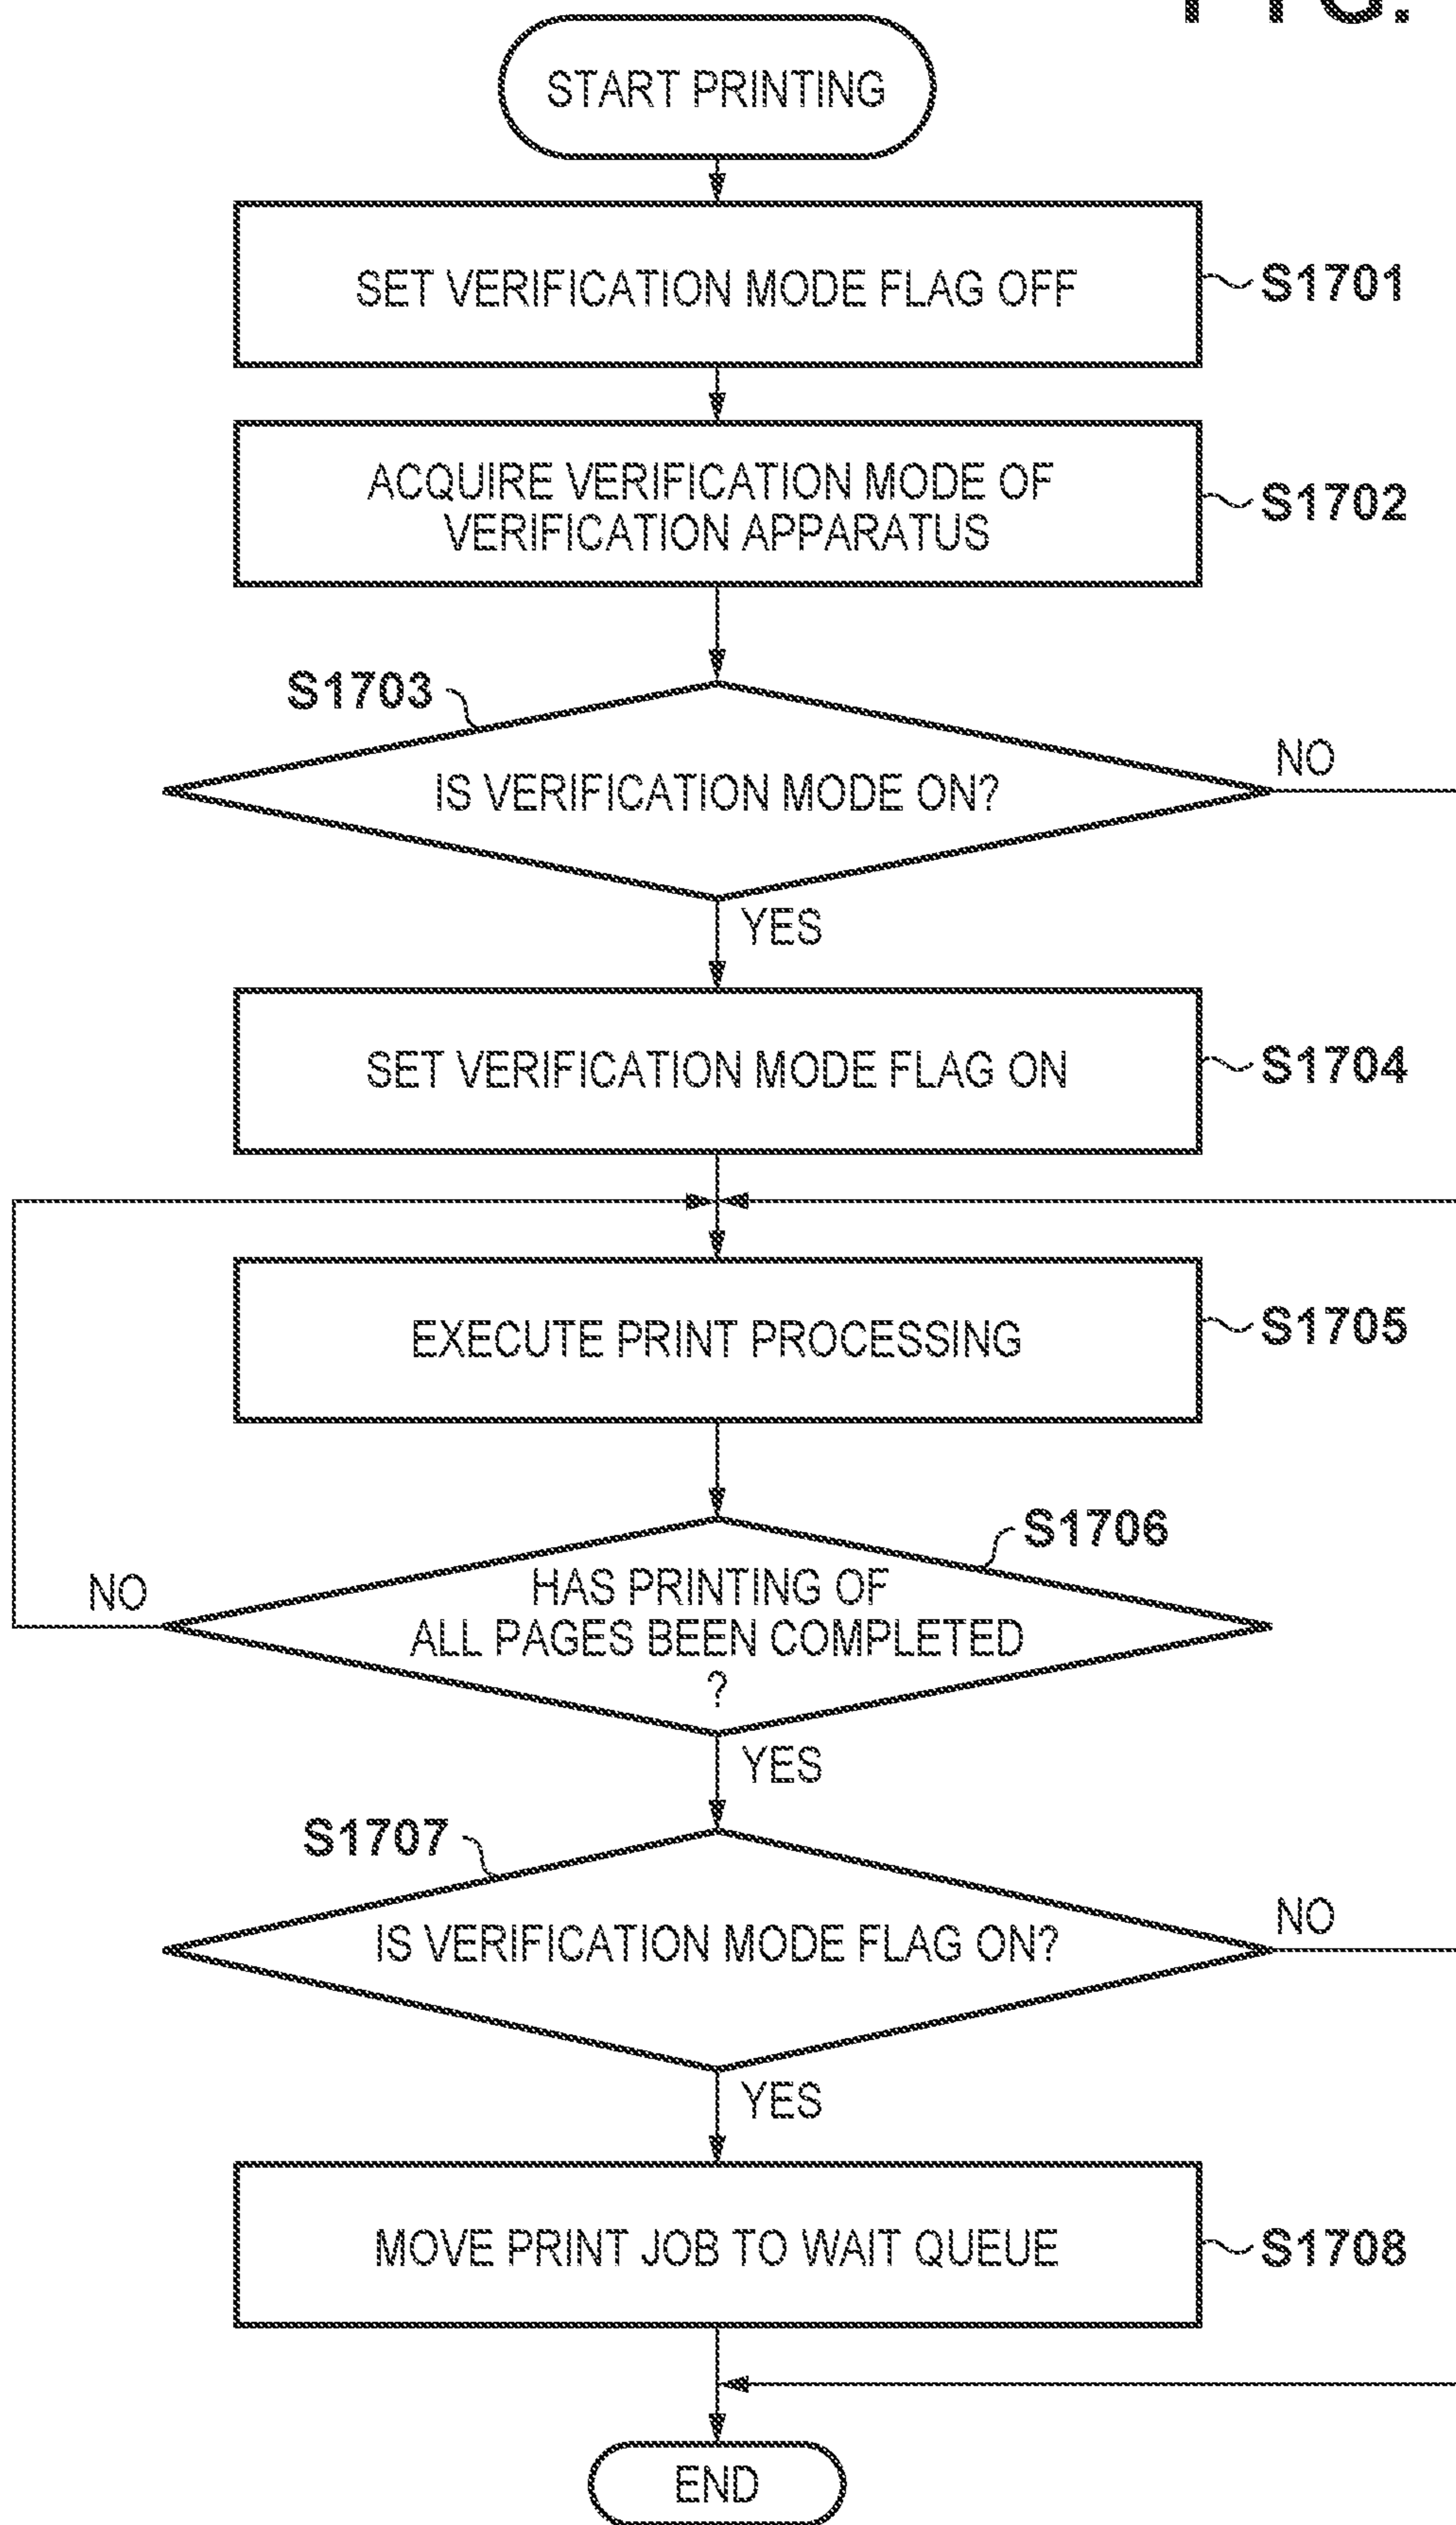 FIG.
START PRINTING
SET VERIFICATION MODE FLAG OFF
S1701
ACQUIRE VERIFICATION MODE OF
VERIFICATION APPARATUS
S1702
S1703
IS VERIFICATION MODE ON?
NO
YES
SET VERIFICATION MODE FLAG ON
S1704
EXECUTE PRINT PROCESSING
S1705
S1706
HAS PRINTING OF
ALL PAGES BEEN COMPLETED
?
NO
YES
S1707
IS VERIFICATION MODE FLAG ON?
NO
YES
MOVE PRINT JOB TO WAIT QUEUE
S1708
END